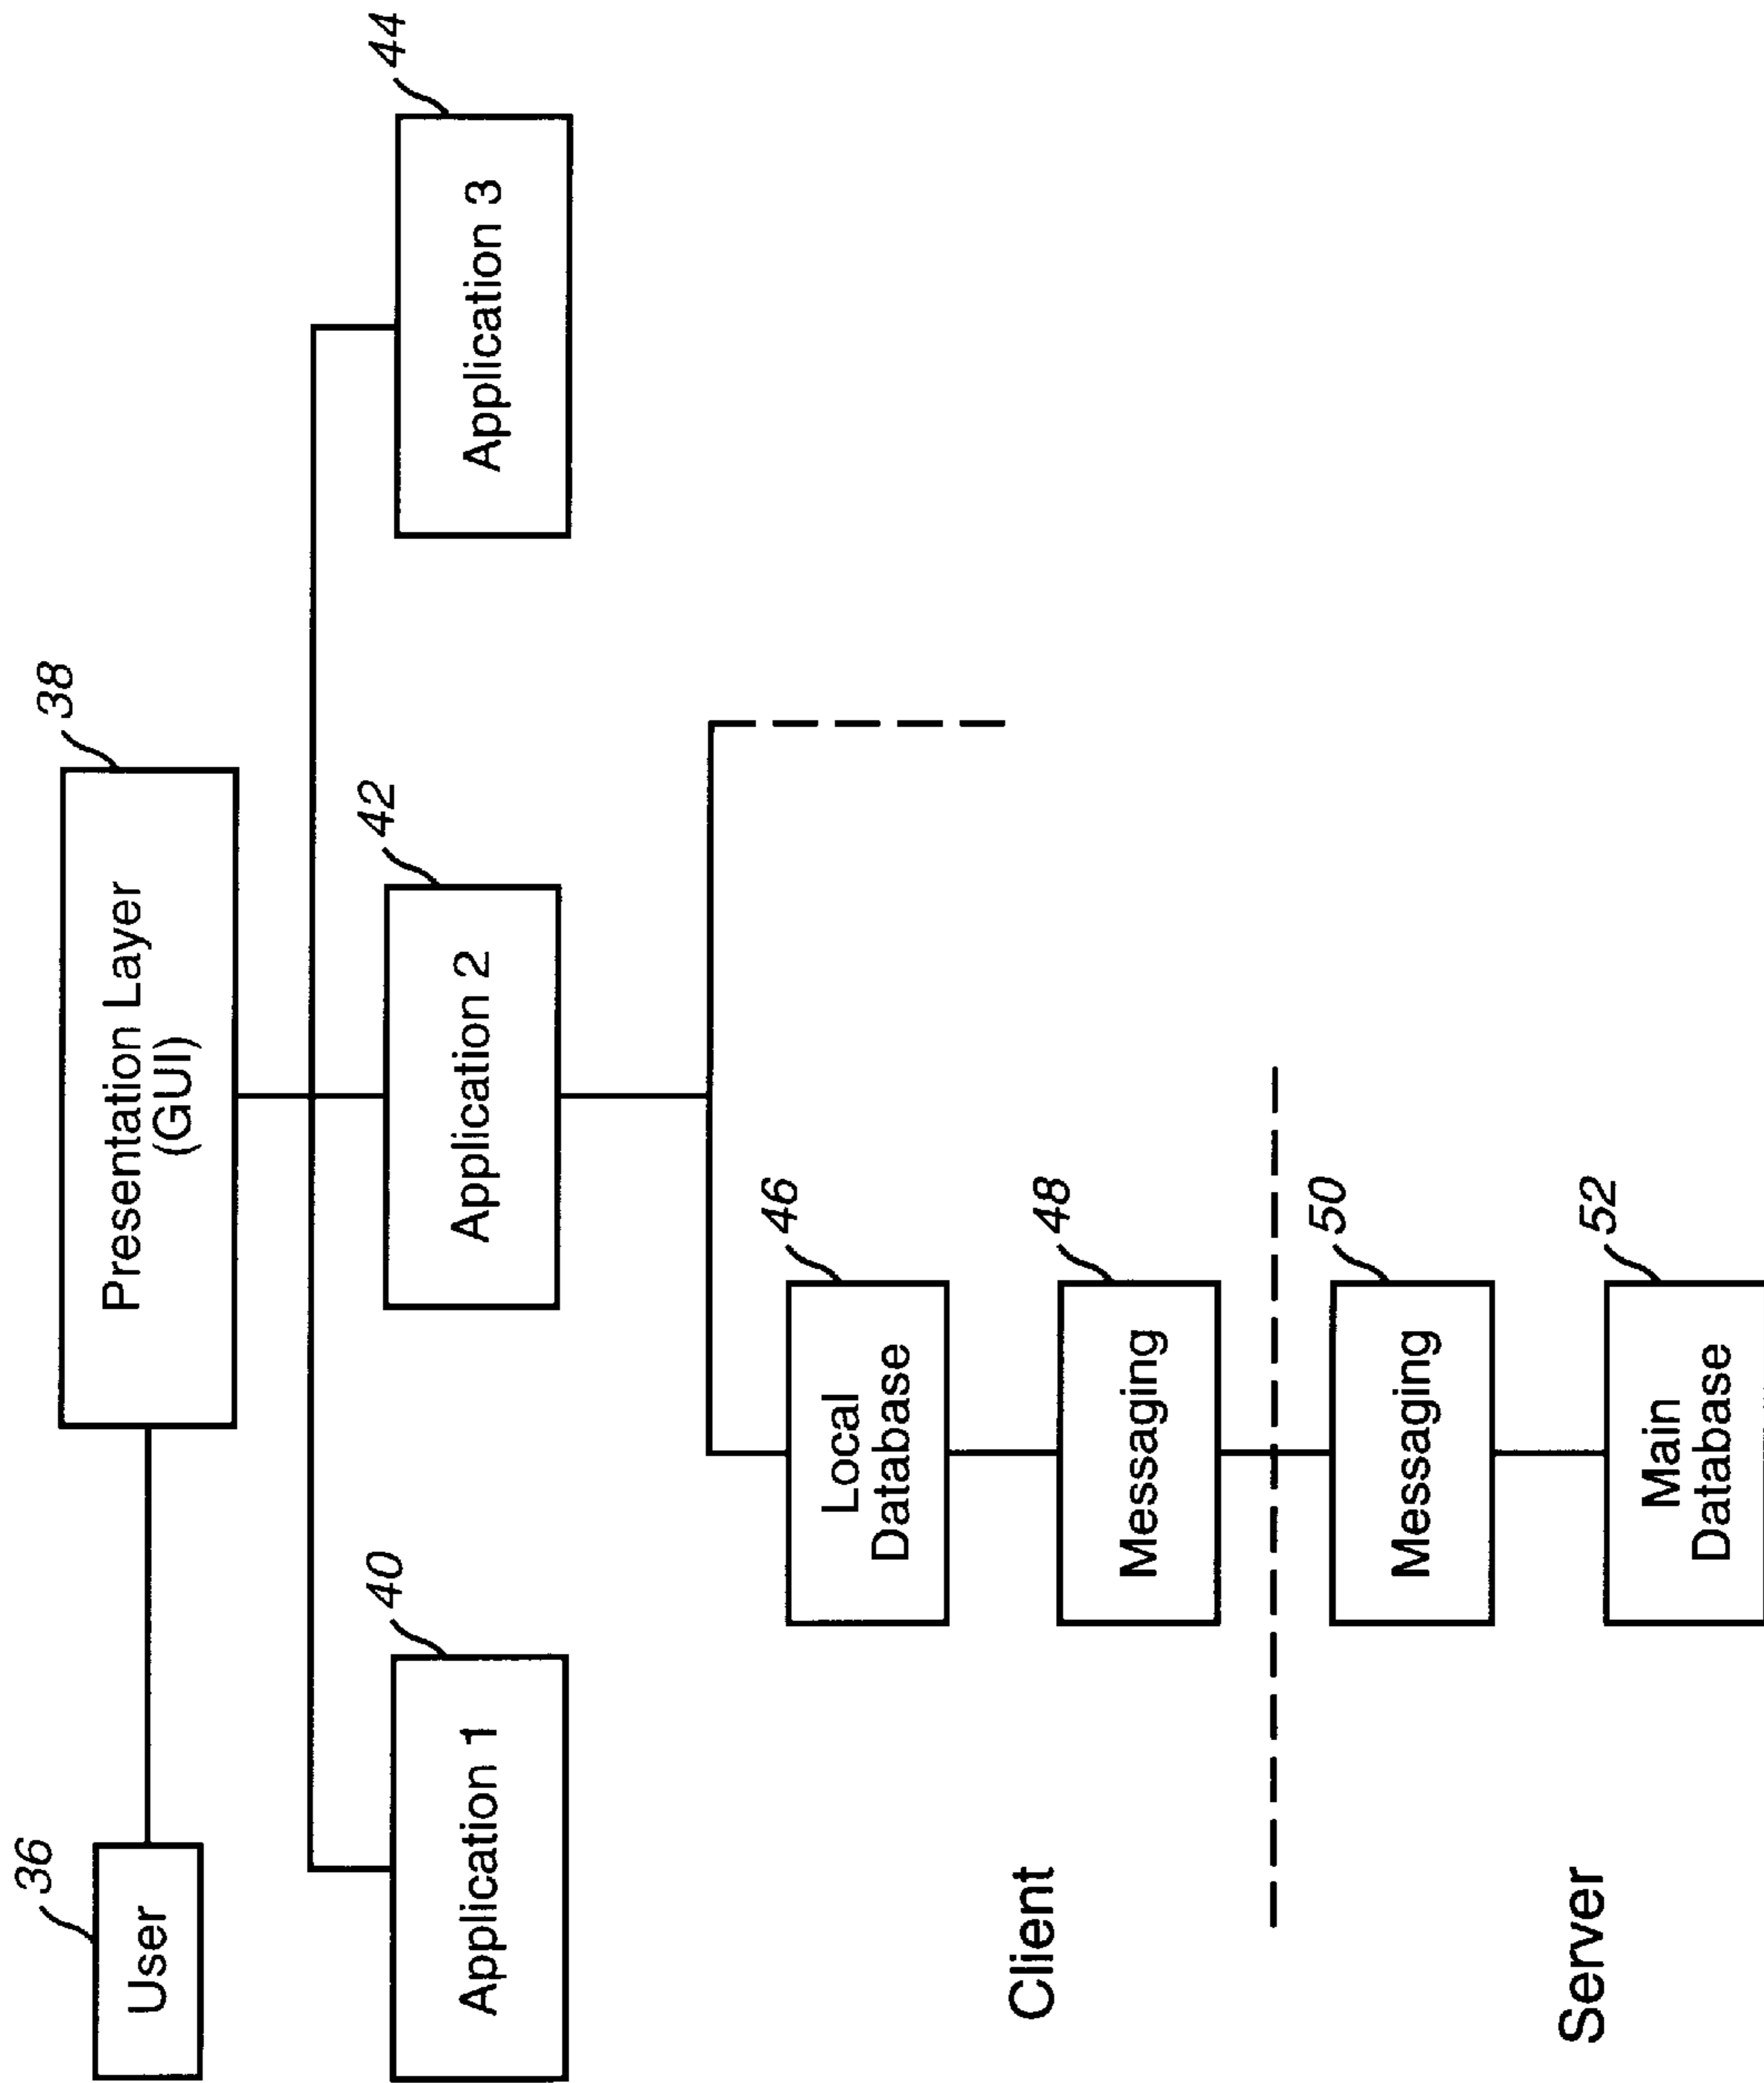 36
User
38
Presentation Layer
(GUI)
40
Application 1
42
Application 2
44
Application 3
46
Local
Database
48
Messaging
Client
50
Messaging
Server
52
Main
Database